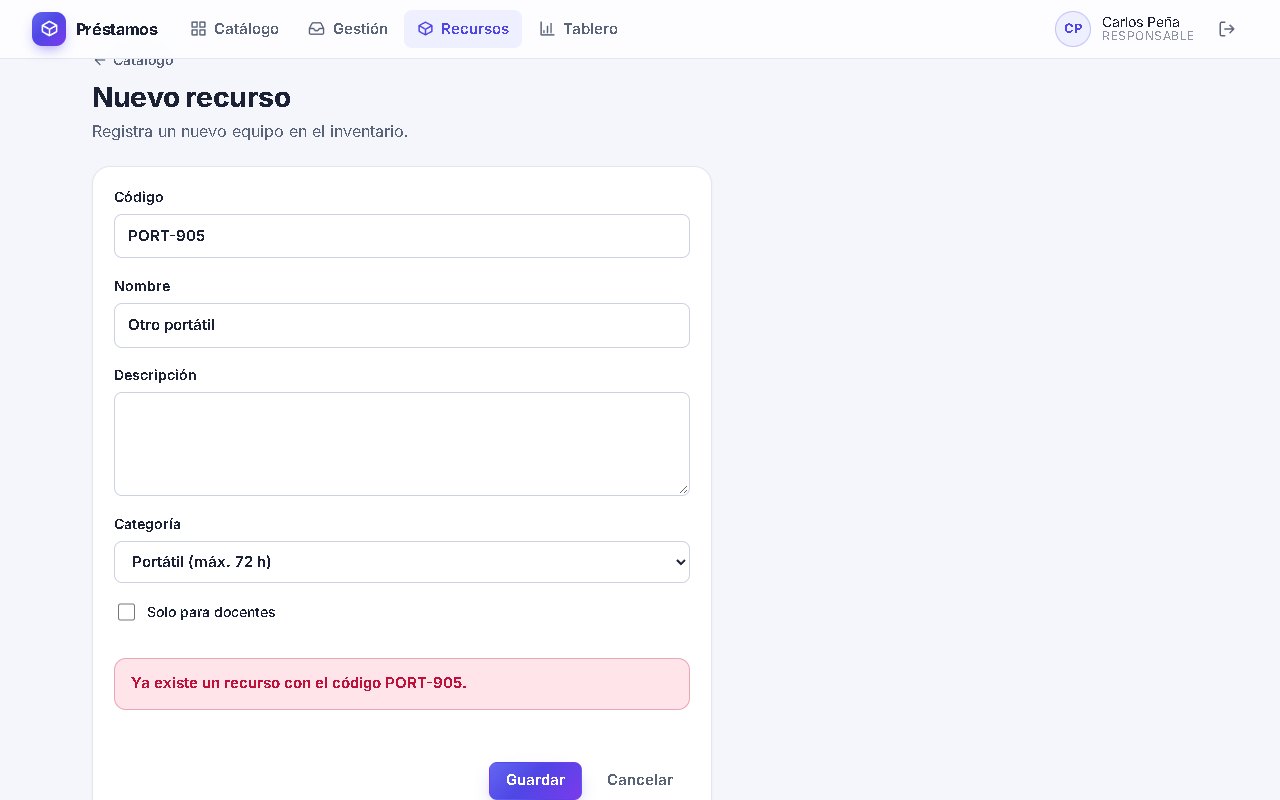 Préstamos
Catálogo
Gestión
Recursos
Tablero
CP
Carlos Peña
RESPONSABLE
← Catálogo
Nuevo recurso
Registra un nuevo equipo en el inventario.
Código
PORT-905
Nombre
Otro portátil
Descripción
Categoría
Portátil (máx. 72 h)
Solo para docentes
Ya existe un recurso con el código PORT-905.
Guardar
Cancelar